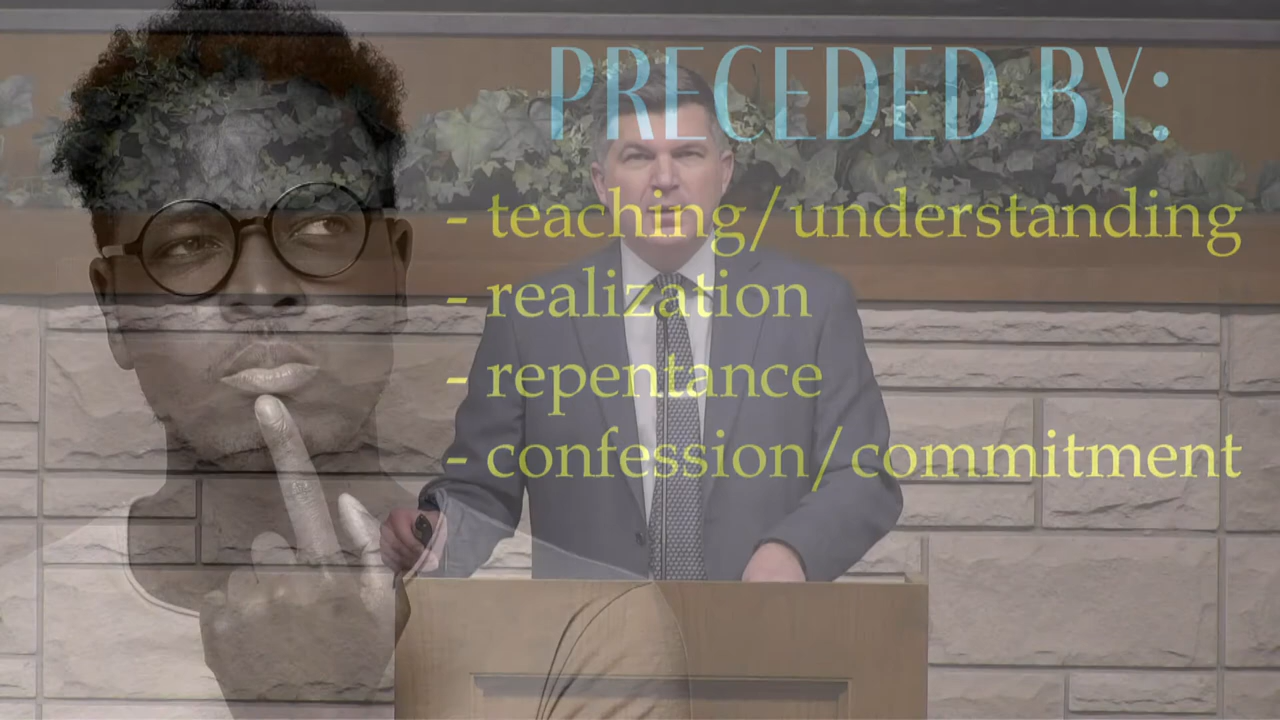 PRECEDED BY:
- teaching/understanding
- realization
- repentance
- confession/commitment